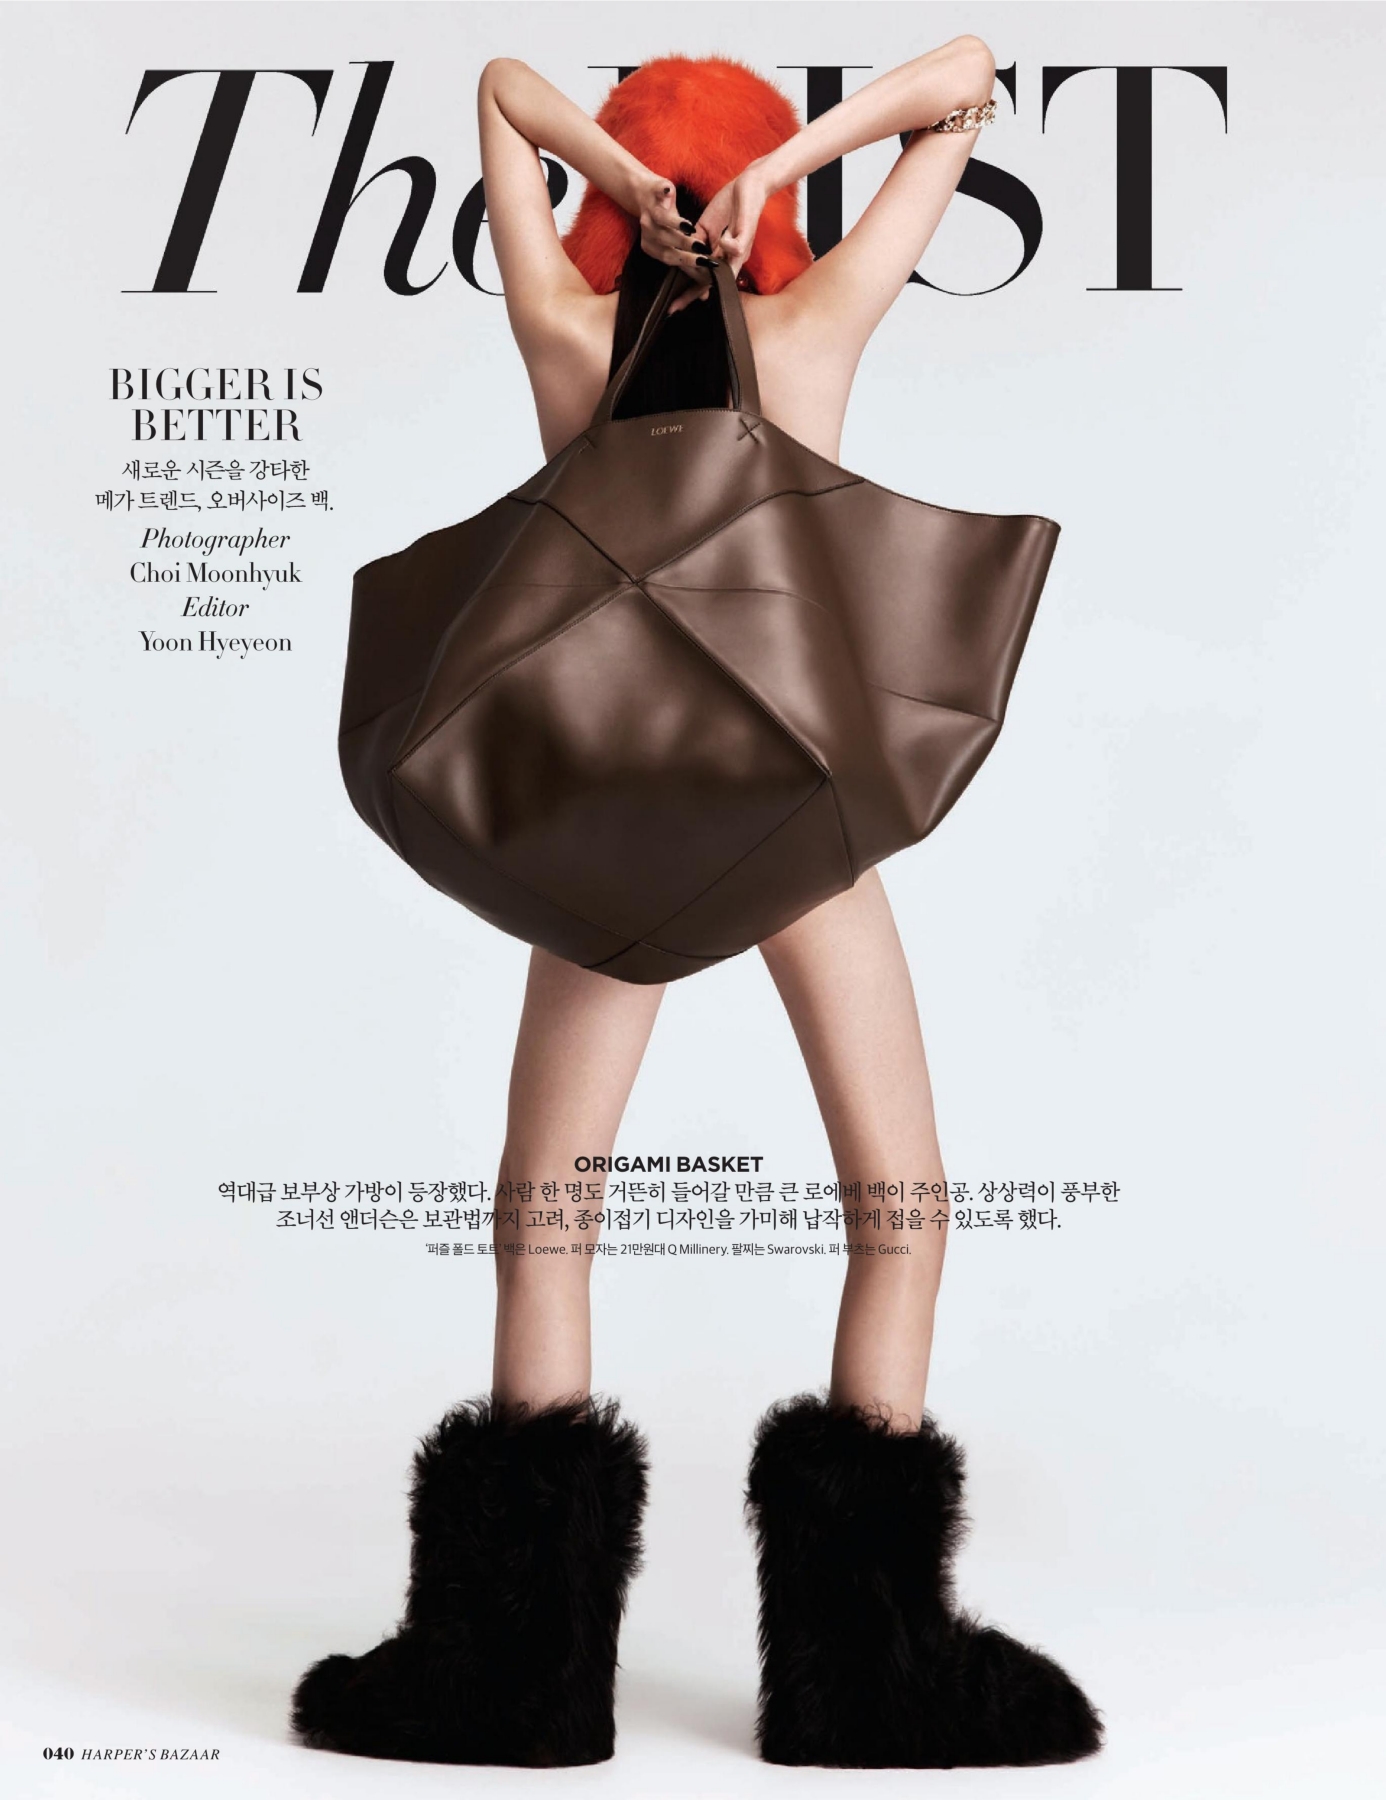 The LIST
BIGGER IS
BETTER
새로운 시즌을 강타한
메가 트렌드, 오버사이즈 백.
Photographer
Choi Moonhyuk
Editor
Yoon Hyeyeon
LOEWE
ORIGAMI BASKET
역대급 보부상 가방이 등장했다. 사람 한 명도 거뜬히 들어갈 만큼 큰 로에베 백이 주인공. 상상력이 풍부한
조너선 앤더슨은 보관법까지 고려, 종이접기 디자인을 가미해 납작하게 접을 수 있도록 했다.
'퍼즐 폴드 토트' 백은 Loewe. 퍼 모자는 21만원대 Q Millinery. 팔찌는 Swarovski. 퍼 부츠는 Gucci.
040 HARPER'S BAZAAR